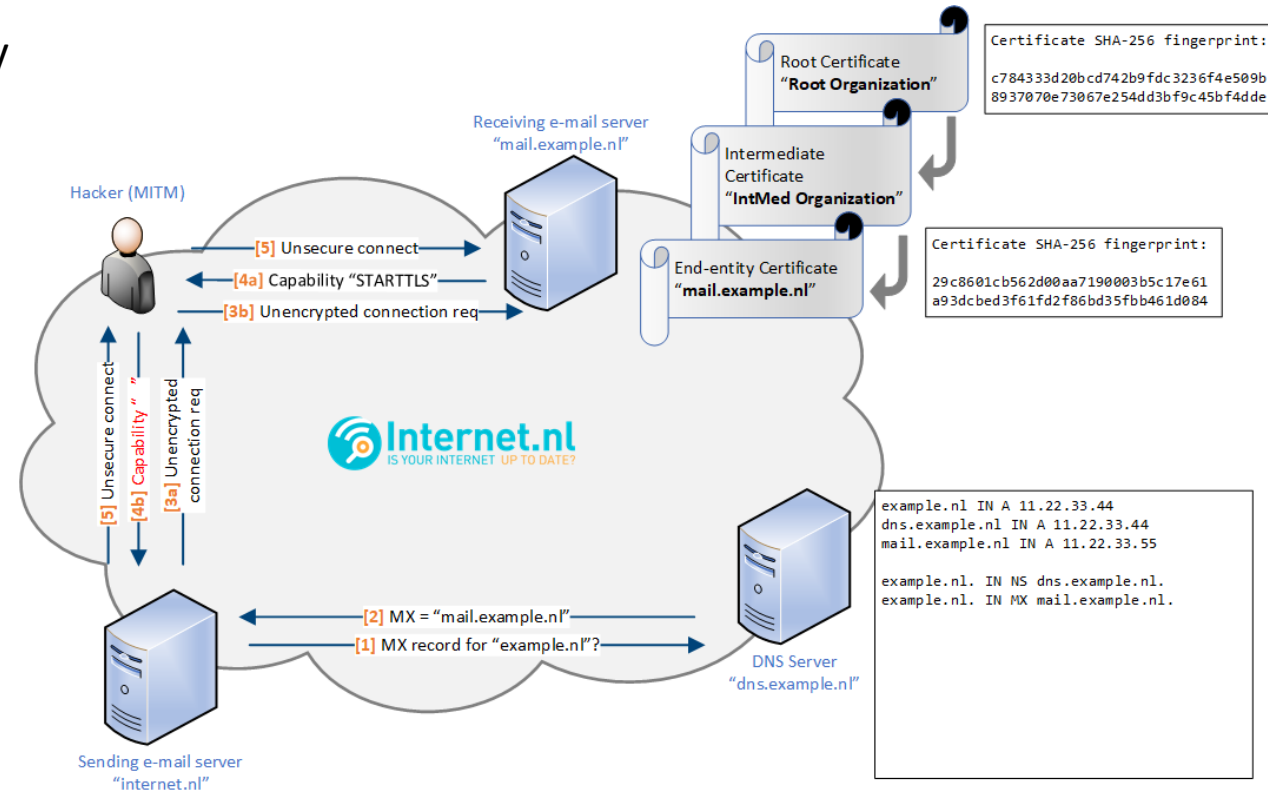 y
Root Certificate
“Root Organization”
Certificate SHA-256 fingerprint:
c784333d20bcd742b9fdc3236f4e509b
8937070e73067e254dd3bf9c45bf4dde
Receiving e-mail server
“mail.example.nl”
Intermediate
Certificate
“IntMed Organization”
Hacker (MITM)
End-entity Certificate
“mail.example.nl”
Certificate SHA-256 fingerprint:
29c8601cb562d00aa7190003b5c17e61
a93dcbed3f61fd2f86bd35fbb461d084
[5] Unsecure connect
[4a] Capability “STARTTLS”
[3b] Unencrypted connection req
[5] Unsecure connect
[4b] Capability “ ”
[3a] Unencrypted
connection req
Internet.nl
IS YOUR INTERNET UP TO DATE?
example.nl IN A 11.22.33.44
dns.example.nl IN A 11.22.33.44
mail.example.nl IN A 11.22.33.55
example.nl. IN NS dns.example.nl.
example.nl. IN MX mail.example.nl.
[2] MX = “mail.example.nl”
[1] MX record for “example.nl”?
DNS Server
“dns.example.nl”
Sending e-mail server
“internet.nl”